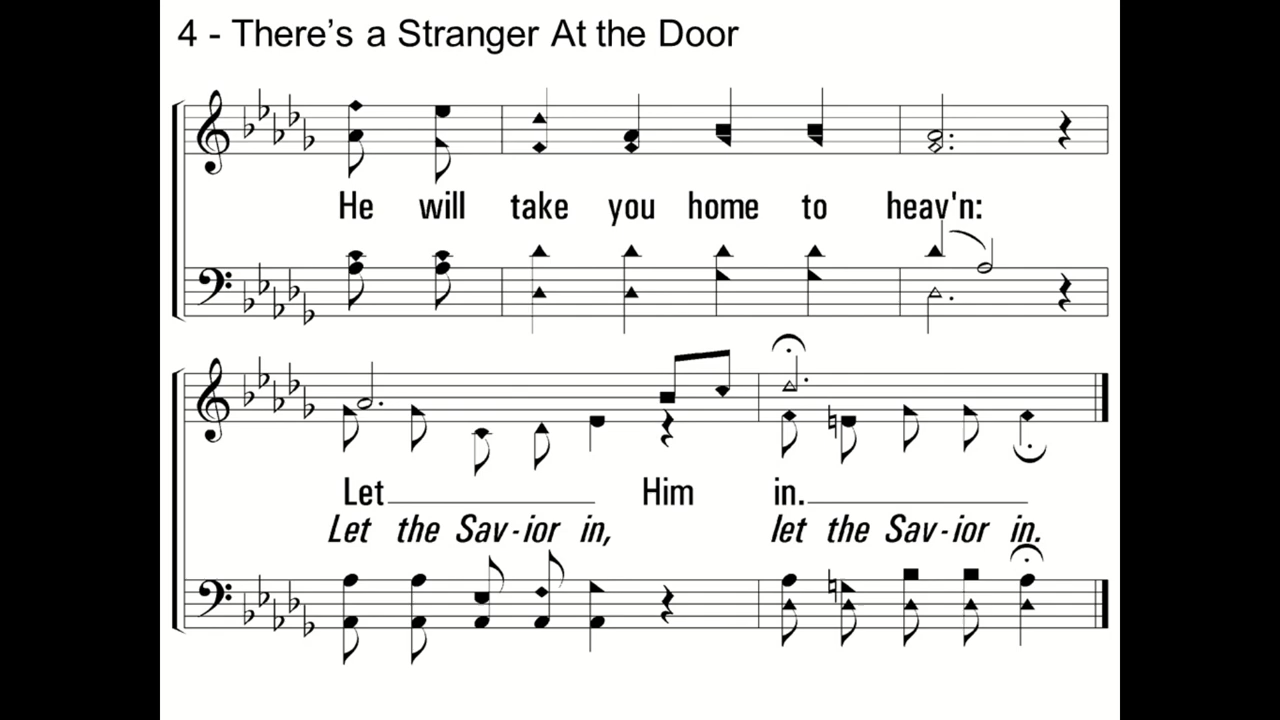 4 - There’s a Stranger At the Door
He will take you home to heav'n:
Let Him in.
Let the Sav-ior in, let the Sav-ior in.